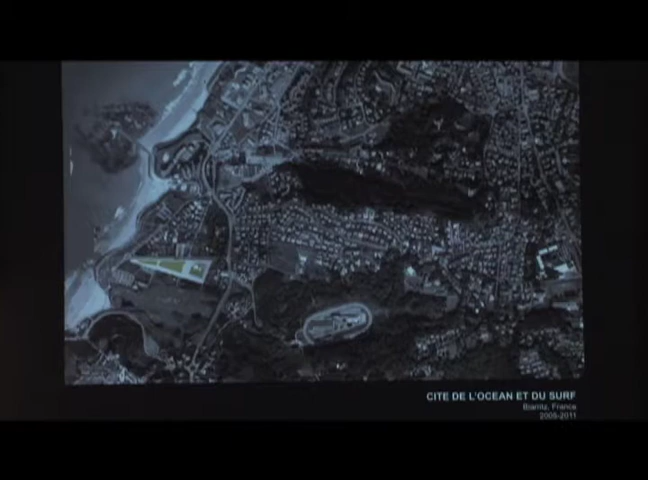 CITE DE L'OCEAN ET DU SURF
Biarritz, France
2005-2011